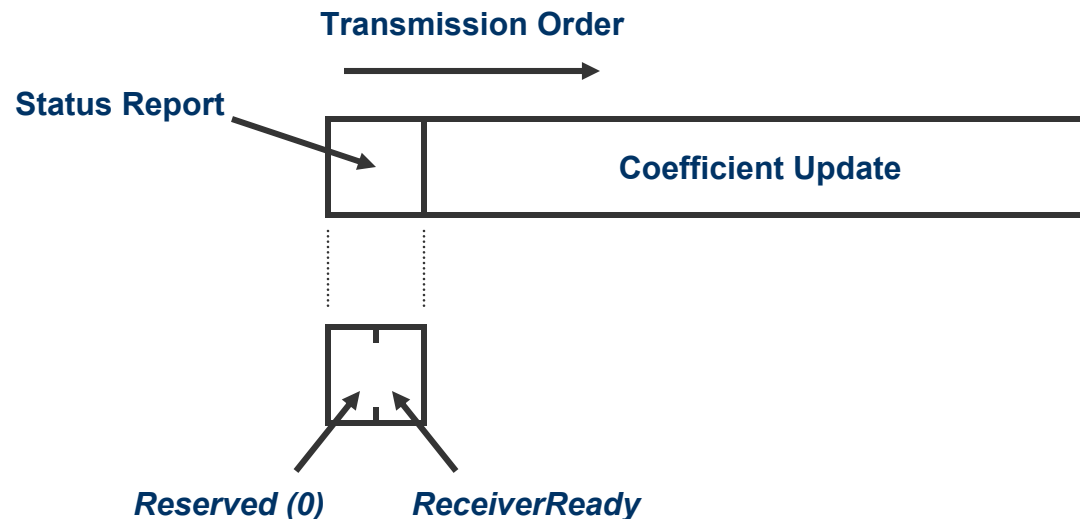 Transmission Order
Status Report
Coefficient Update
Reserved (0)
ReceiverReady